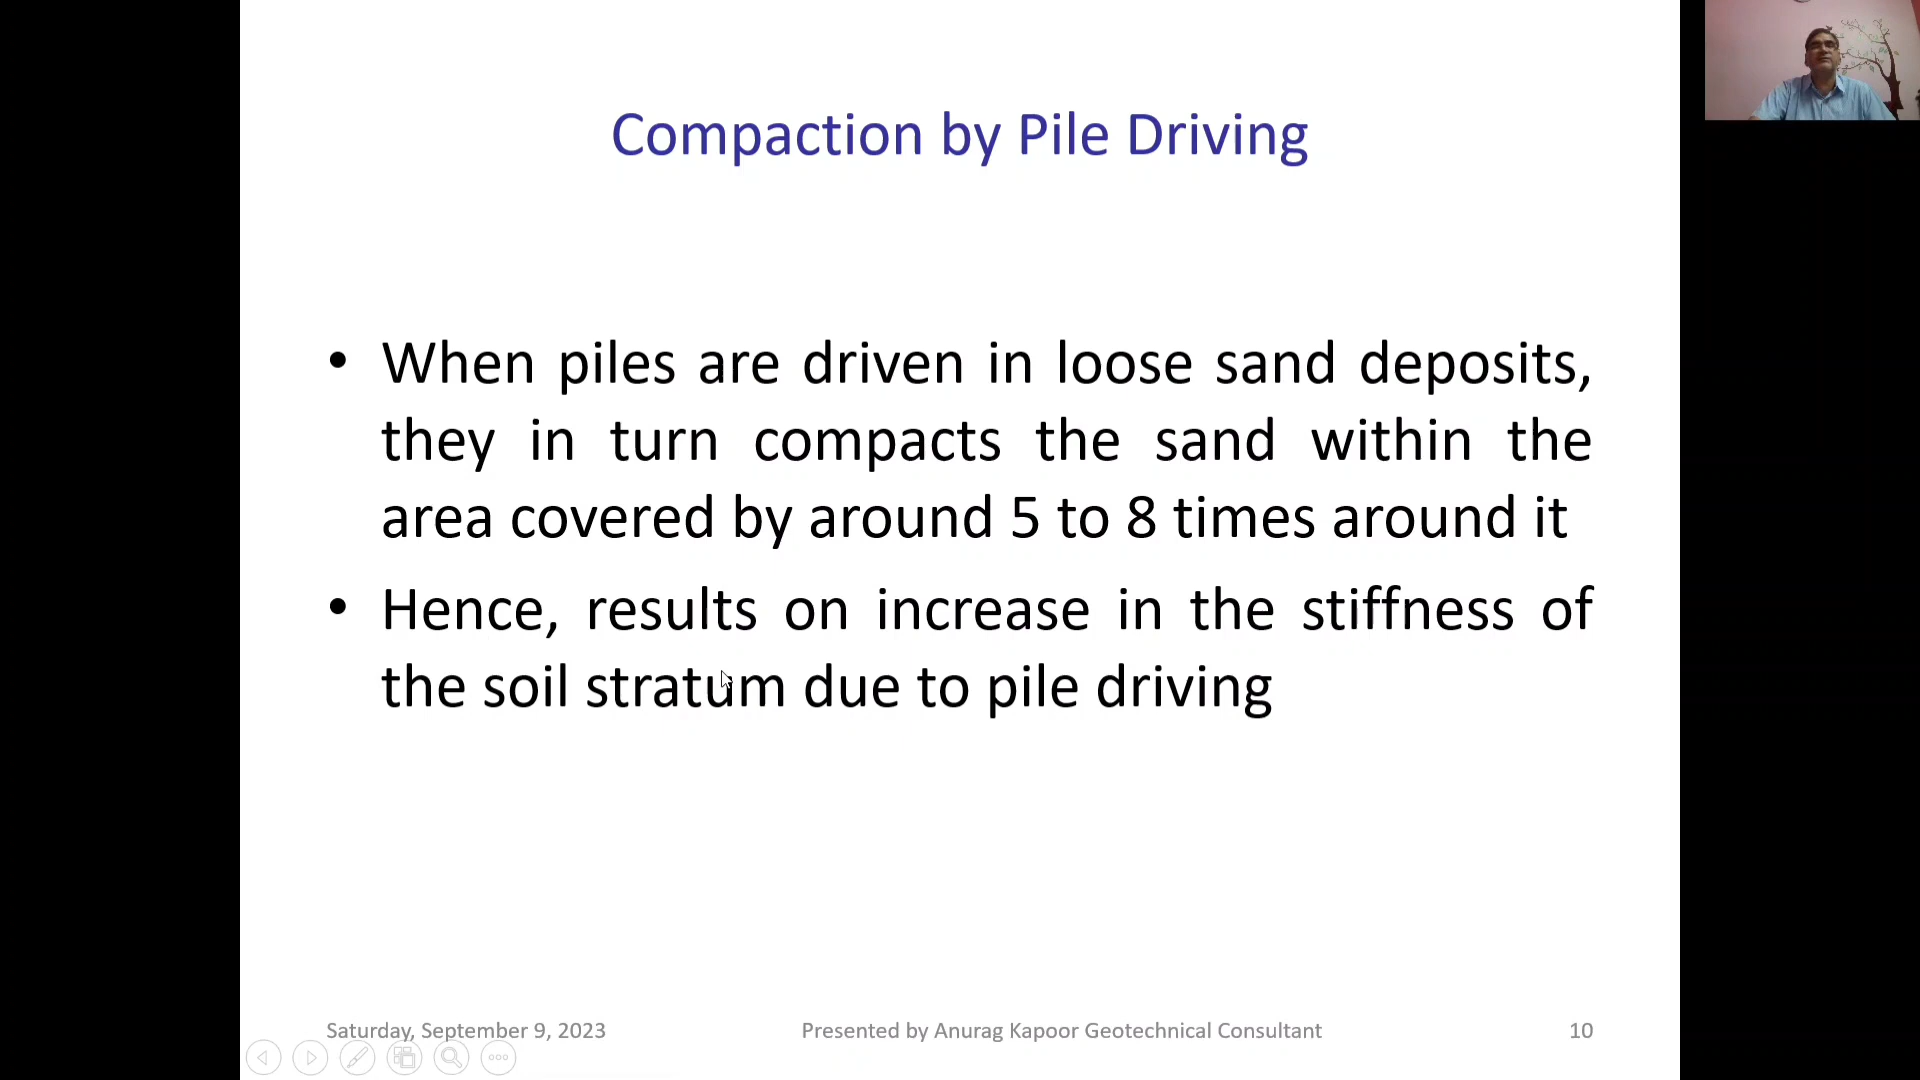 Compaction by Pile Driving
• When piles are driven in loose sand deposits,
they in turn compacts the sand within the
area covered by around 5 to 8 times around it
• Hence, results on increase in the stiffness of
the soil stratum due to pile driving
Saturday, September 9, 2023
Presented by Anurag Kapoor Geotechnical Consultant
10